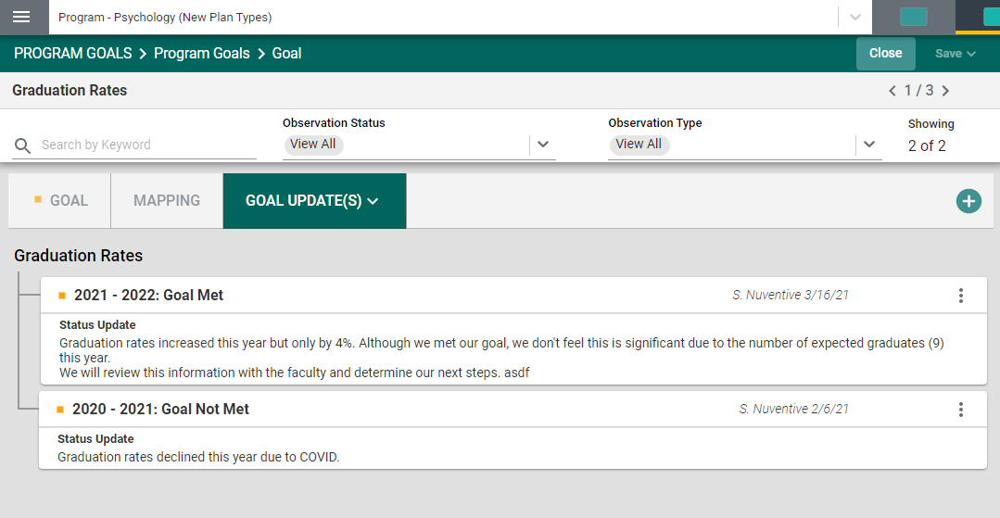 Program - Psychology (New Plan Types)
PROGRAM GOALS > Program Goals > Goal
Close
Save
Graduation Rates
< 1 / 3 >
Search by Keyword
Observation Status
View All
Observation Type
View All
Showing
2 of 2
GOAL
MAPPING
GOAL UPDATE(S)
Graduation Rates
2021 - 2022: Goal Met
S. Nuventive 3/16/21
Status Update
Graduation rates increased this year but only by 4%. Although we met our goal, we don't feel this is significant due to the number of expected graduates (9)
this year.
We will review this information with the faculty and determine our next steps. asdf
2020 - 2021: Goal Not Met
S. Nuventive 2/6/21
Status Update
Graduation rates declined this year due to COVID.